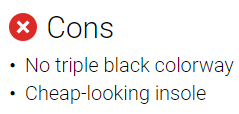 Cons
• No triple black colorway
• Cheap-looking insole